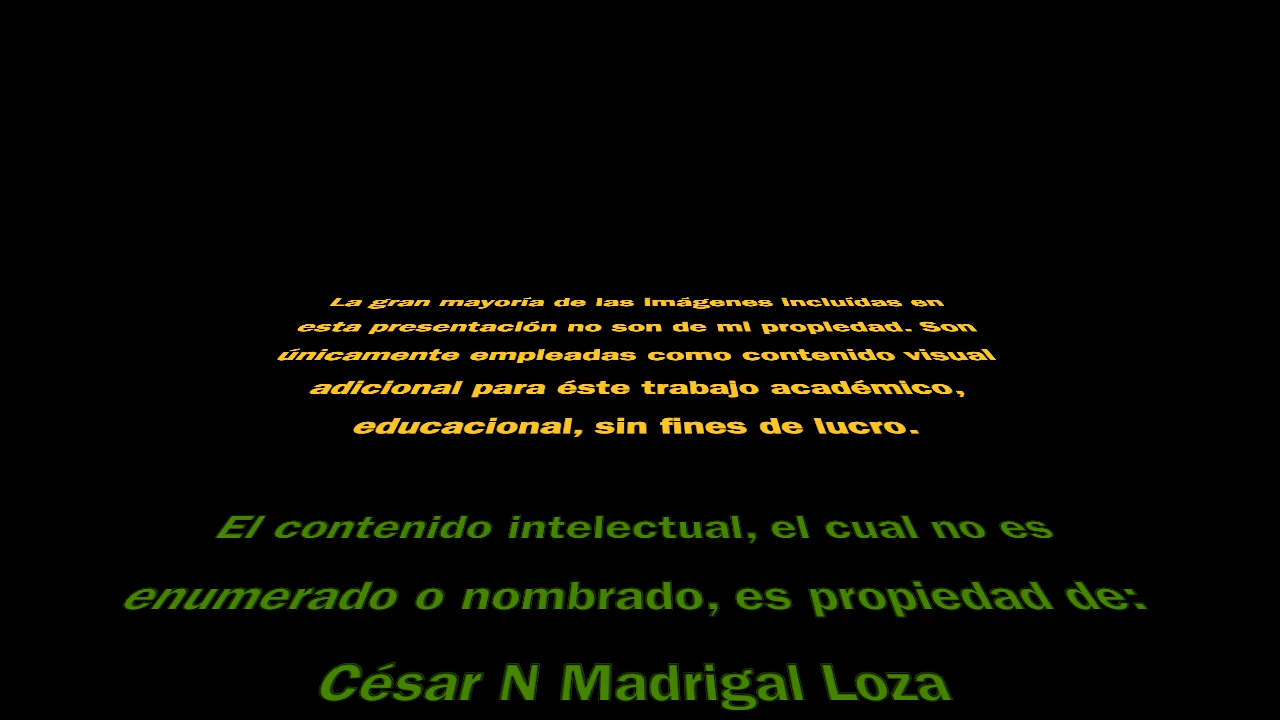 La gran mayoría de las imágenes incluídas en
esta presentación no son de mi propiedad. Son
únicamente empleadas como contenido visual
adicional para éste trabajo académico,
educacional, sin fines de lucro.
El contenido intelectual, el cual no es
enumerado o nombrado, es propiedad de:
César N Madrigal Loza